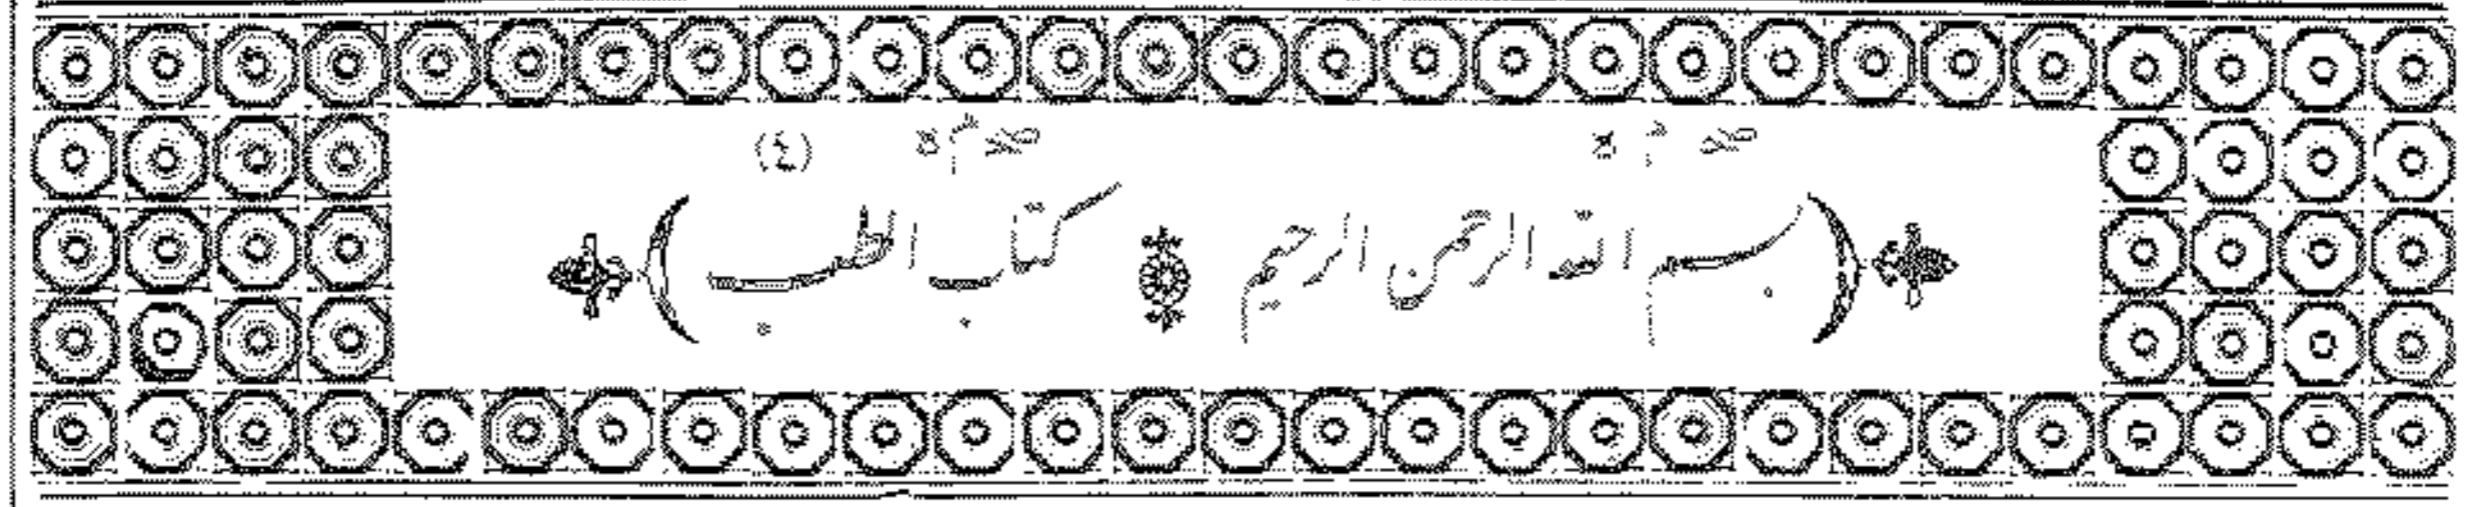 (٤)
(بسم الله الرحمن الرحيم كتاب الطب)